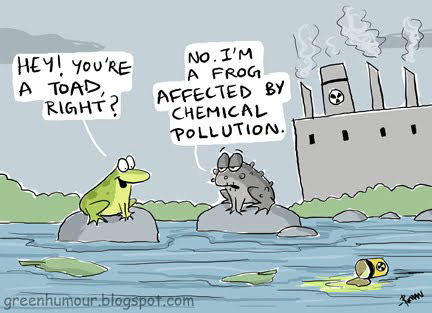 HEY! YOU'RE
A TOAD,
RIGHT?
NO. I'M
A FROG
AFFECTED BY
CHEMICAL
POLLUTION.
greenhumour.blogspot.com